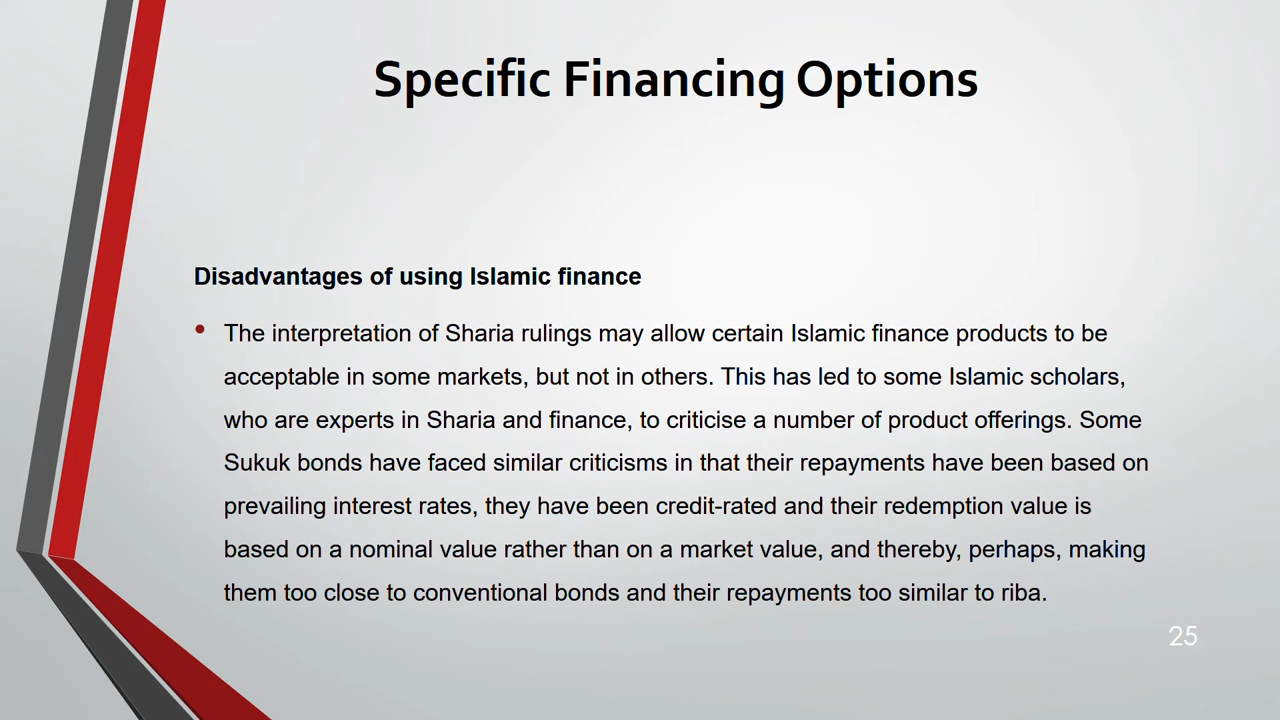 Specific Financing Options
Disadvantages of using Islamic finance
• The interpretation of Sharia rulings may allow certain Islamic finance products to be
acceptable in some markets, but not in others. This has led to some Islamic scholars,
who are experts in Sharia and finance, to criticise a number of product offerings. Some
Sukuk bonds have faced similar criticisms in that their repayments have been based on
prevailing interest rates, they have been credit-rated and their redemption value is
based on a nominal value rather than on a market value, and thereby, perhaps, making
them too close to conventional bonds and their repayments too similar to riba.
25